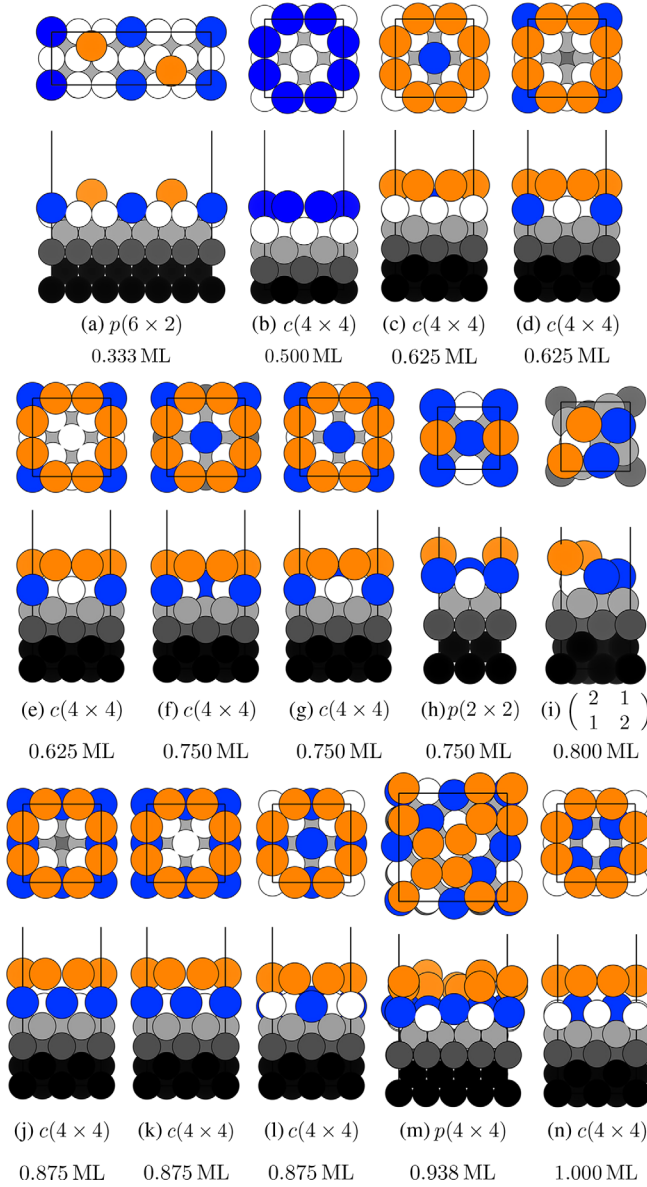 (a) p(6 × 2) (b) c(4 × 4) (c) c(4 × 4) (d) c(4 × 4)
0.333 ML 0.500 ML 0.625 ML 0.625 ML
(e) c(4 × 4) (f) c(4 × 4) (g) c(4 × 4) (h) p(2 × 2) (i) ( 2 1
1 2 )
0.625 ML 0.750 ML 0.750 ML 0.750 ML 0.800 ML
(j) c(4 × 4) (k) c(4 × 4) (l) c(4 × 4) (m) p(4 × 4) (n) c(4 × 4)
0.875 ML 0.875 ML 0.875 ML 0.938 ML 1.000 ML